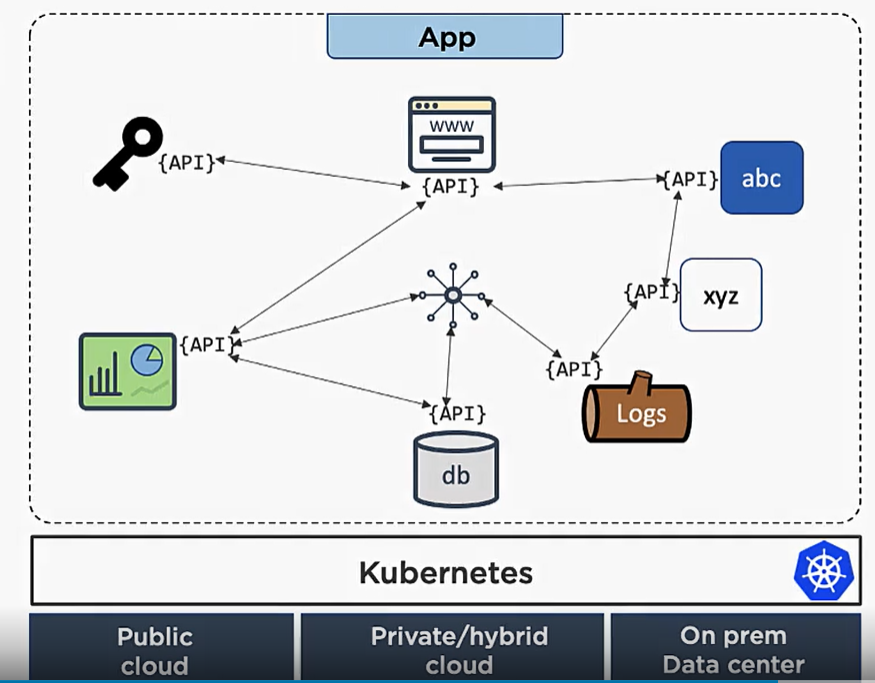 App
www
{API}
{API}
{API}
abc
{API}
xyz
{API}
{API}
Logs
{API}
db
Kubernetes
Public
cloud
Private/hybrid
cloud
On prem
Data center